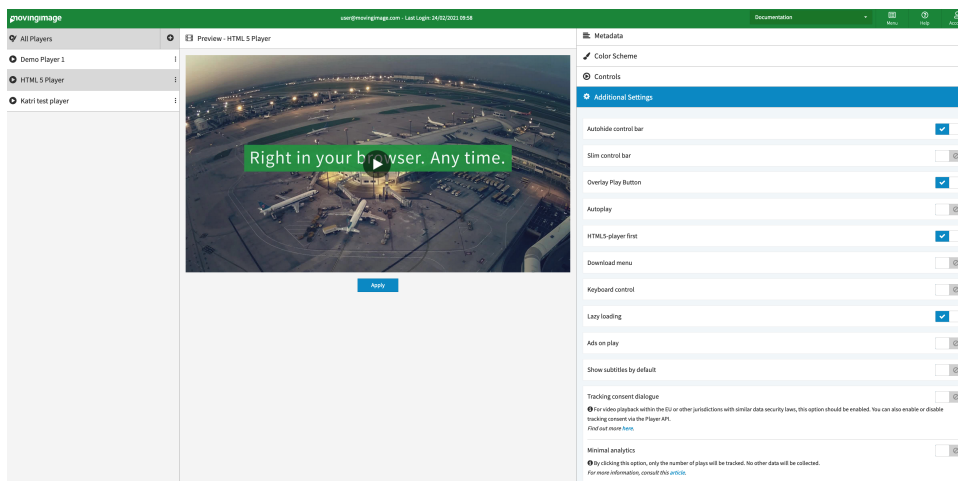 movingimage
user@movingimage.com - Last Login: 24/02/2021 09:58
Documentation
Menu
Help
All Players
Preview - HTML 5 Player
Metadata
Demo Player 1
Color Scheme
HTML 5 Player
Controls
Katri test player
Additional Settings
Autohide control bar
Slim control bar
Right in your browser. Any time.
Overlay Play Button
Autoplay
HTML5-player first
Download menu
Apply
Keyboard control
Lazy loading
Ads on play
Show subtitles by default
Tracking consent dialogue
For video playback within the EU or other jurisdictions with similar data security laws, this option should be enabled. You can also enable or disable
tracking consent via the Player API.
Find out more here.
Minimal analytics
By clicking this option, only the number of plays will be tracked. No other data will be collected.
For more information, consult this article.